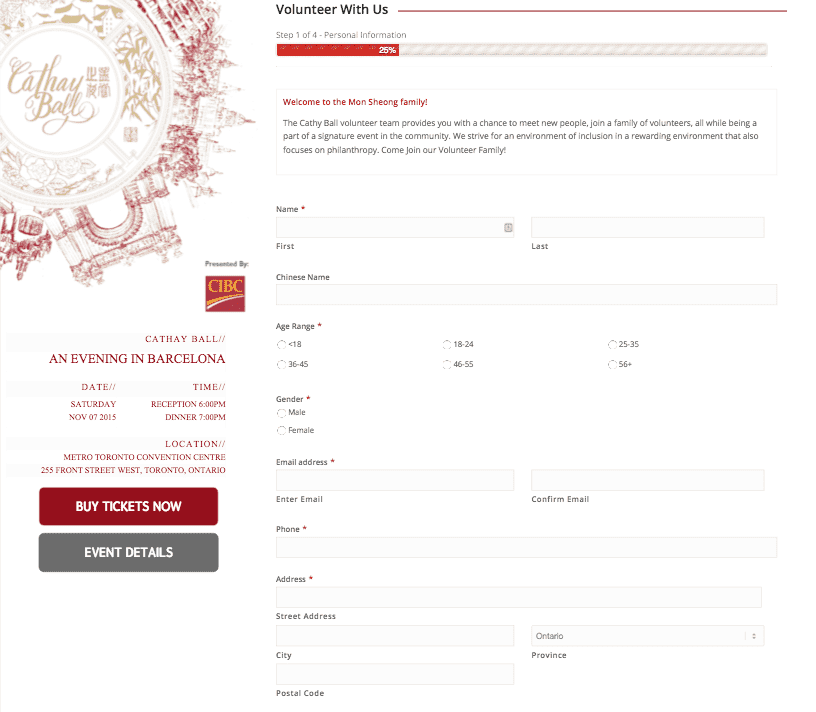 Cathay
Ball
Presented By:
CIBC
CATHAY BALL//
AN EVENING IN BARCELONA
DATE//
TIME//
SATURDAY
RECEPTION 6:00PM
NOV 07 2015
DINNER 7:00PM
LOCATION//
METRO TORONTO CONVENTION CENTRE
255 FRONT STREET WEST, TORONTO, ONTARIO
BUY TICKETS NOW
EVENT DETAILS
Volunteer With Us
Step 1 of 4 - Personal Information
25%
Welcome to the Mon Sheong family!
The Cathy Ball volunteer team provides you with a chance to meet new people, join a family of volunteers, all while being a
part of a signature event in the community. We strive for an environment of inclusion in a rewarding environment that also
focuses on philanthropy. Come Join our Volunteer Family!
Name *
First
Last
Chinese Name
Age Range *
<18
18-24
25-35
36-45
46-55
56+
Gender *
Male
Female
Email address *
Enter Email
Confirm Email
Phone *
Address *
Street Address
Ontario
City
Province
Postal Code